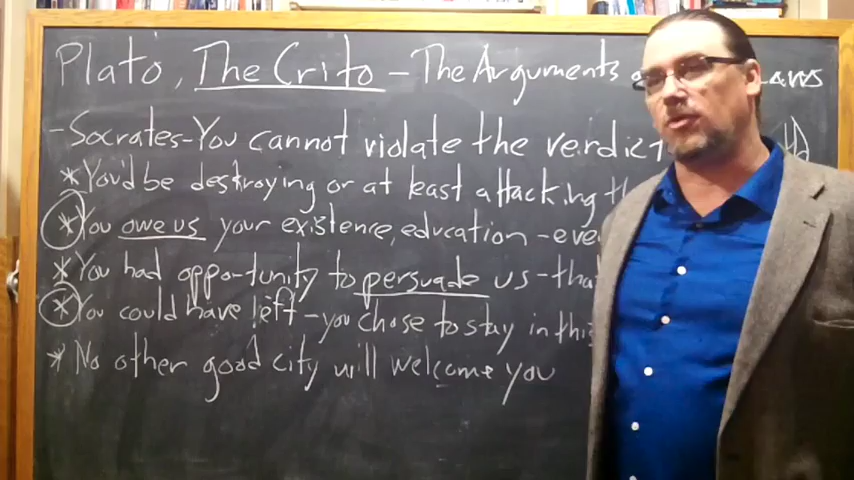 Plato, The Crito - The Arguments
-Socrates-You cannot violate the verdict
*You'd be destroying or at least attacking
*You owe us your existence, education-
*You had opportunity to persuade us-
*You could have left-you chose to stay in this
*No other good city will welcome you